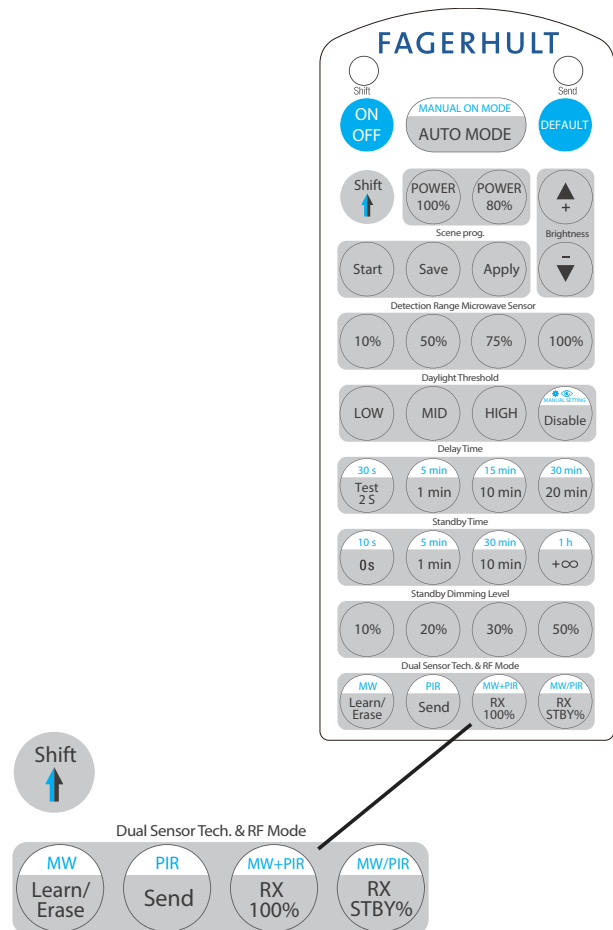 FAGERHULT
Shift
Send
ON
OFF
MANUAL ON MODE
AUTO MODE
DEFAULT
Shift
POWER
100%
POWER
80%
+
Scene prog.
Brightness
Start
Save
Apply
−
Detection Range Microwave Sensor
10%
50%
75%
100%
Daylight Threshold
LOW
MID
HIGH
MANUAL SETTING
Disable
Delay Time
30 s
Test
2 S
5 min
1 min
15 min
10 min
30 min
20 min
Standby Time
10 s
0s
5 min
1 min
30 min
10 min
1 h
+∞
Standby Dimming Level
10%
20%
30%
50%
Dual Sensor Tech. & RF Mode
MW
Learn/
Erase
PIR
Send
MW+PIR
RX
100%
MW/PIR
RX
STBY%
Shift
Dual Sensor Tech. & RF Mode
MW
Learn/
Erase
PIR
Send
MW+PIR
RX
100%
MW/PIR
RX
STBY%